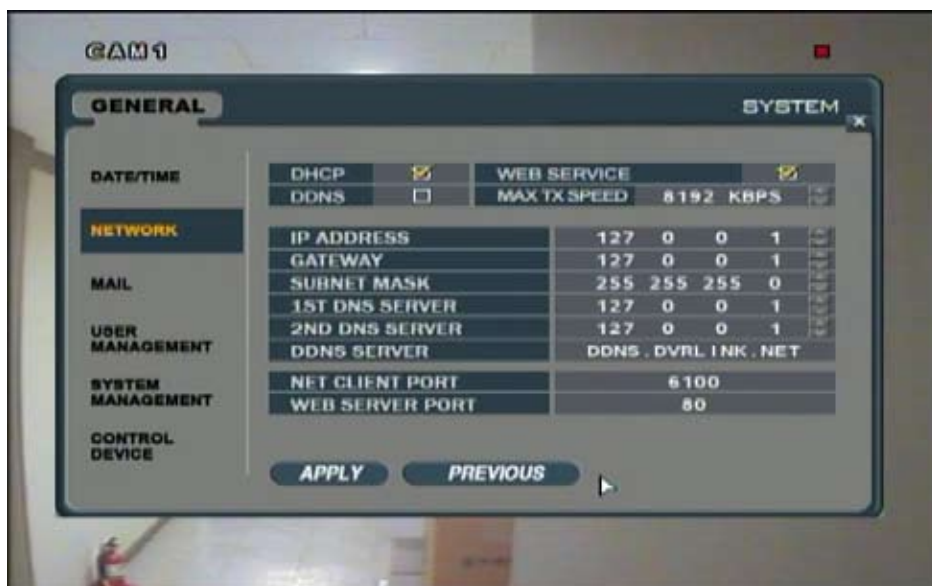 CAM 1
GENERAL
SYSTEM
DATE/TIME
NETWORK
MAIL
USER
MANAGEMENT
SYSTEM
MANAGEMENT
CONTROL
DEVICE
DHCP WEB SERVICE
DDNS MAX TX SPEED 8192 KBPS
IP ADDRESS 127 0 0 1
GATEWAY 127 0 0 1
SUBNET MASK 255 255 255 0
1ST DNS SERVER 127 0 0 1
2ND DNS SERVER 127 0 0 1
DDNS SERVER DDNS.DVRLINK.NET
NET CLIENT PORT 6100
WEB SERVER PORT 80
APPLY PREVIOUS